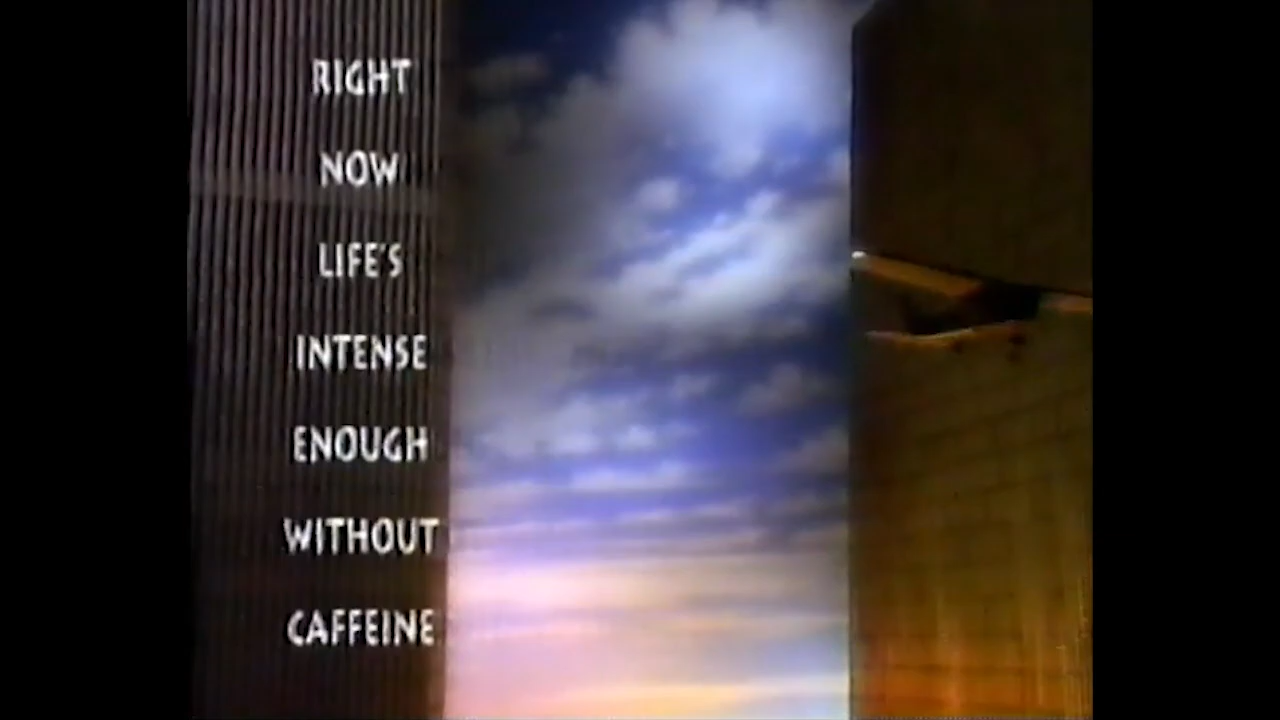 RIGHT
NOW
LIFE'S
INTENSE
ENOUGH
WITHOUT
CAFFEINE